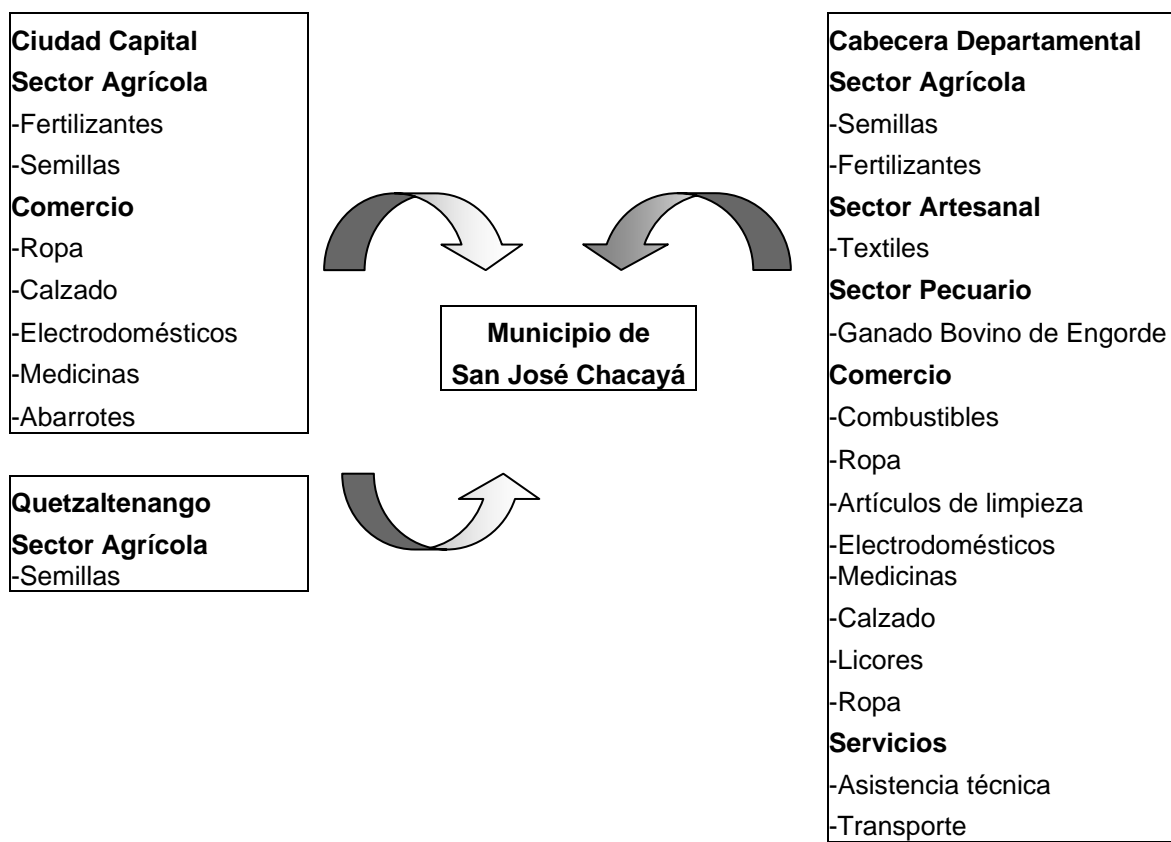 Ciudad Capital
Sector Agrícola
-Fertilizantes
-Semillas
Comercio
-Ropa
-Calzado
-Electrodomésticos
-Medicinas
-Abarrotes
Quetzaltenango
Sector Agrícola
-Semillas
Municipio de
San José Chacayá
Cabecera Departamental
Sector Agrícola
-Semillas
-Fertilizantes
Sector Artesanal
-Textiles
Sector Pecuario
-Ganado Bovino de Engorde
Comercio
-Combustibles
-Ropa
-Artículos de limpieza
-Electrodomésticos
-Medicinas
-Calzado
-Licores
-Ropa
Servicios
-Asistencia técnica
-Transporte